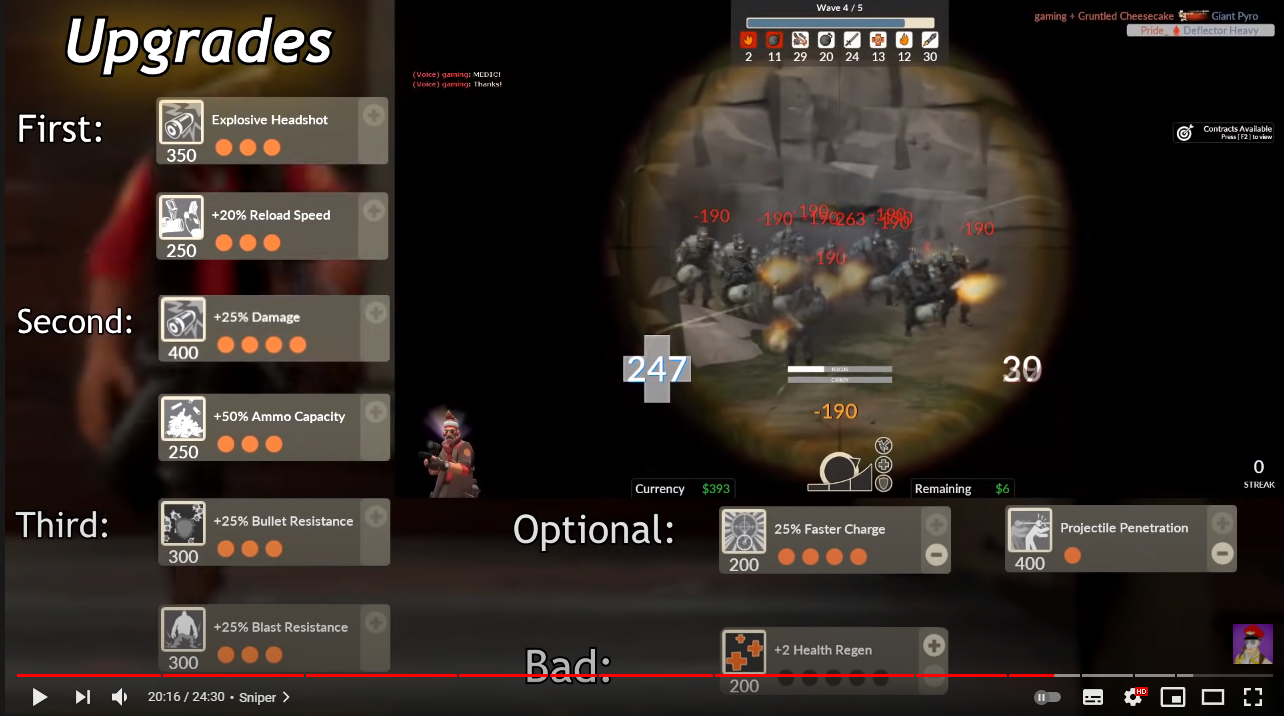 Upgrades
First:
Explosive Headshot
350
+20% Reload Speed
250
Second:
+25% Damage
400
+50% Ammo Capacity
250
Third:
+25% Bullet Resistance
300
+25% Blast Resistance
300
Wave 4 / 5
2 11 29 20 24 13 12 30
gaming + Gruntled Cheesecake Giant Pyro
Pride_ Deflector Heavy
(Voice) gaming: MEDIC!
(Voice) gaming: Thanks!
Contracts Available
Press [ F2 ] to view
-190
-190
-190
-190
-263
-190
-190
-190
-190
247
FOCUS
-190
Currency $393
Remaining $6
0
STREAK
Optional:
25% Faster Charge
200
Projectile Penetration
400
Bad:
+2 Health Regen
200
20:16 / 24:30 • Sniper
HD